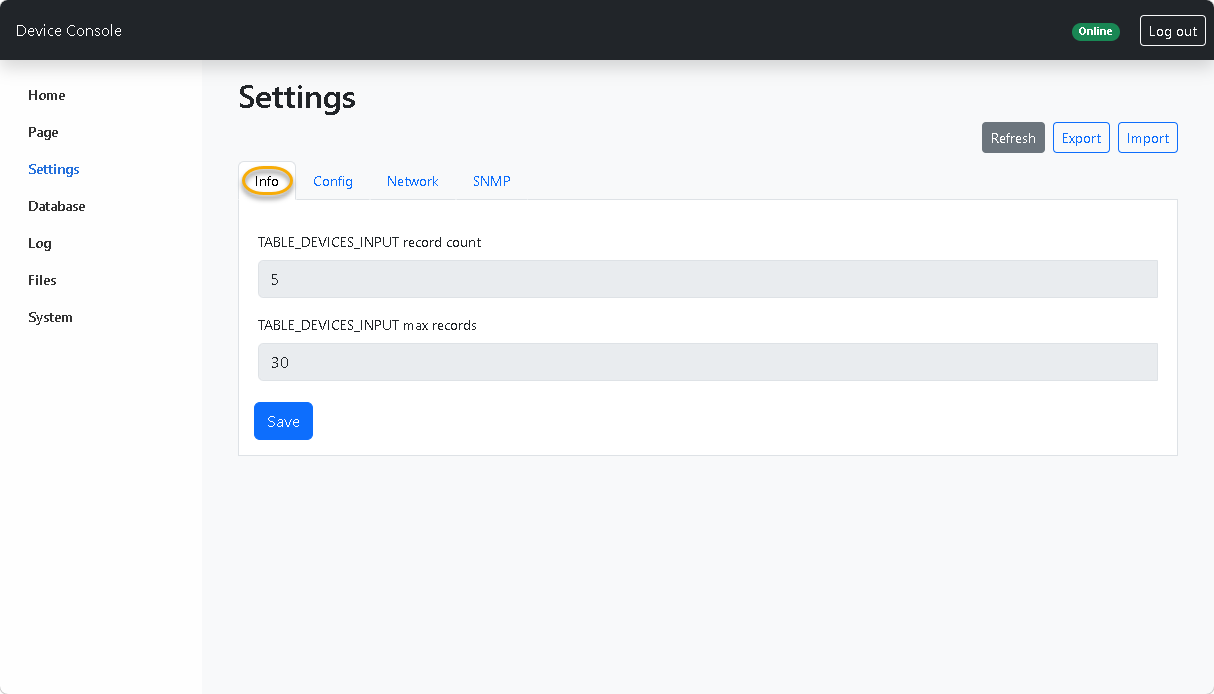 Device Console
Online
Log out
Home
Page
Settings
Database
Log
Files
System
Settings
Refresh
Export
Import
Info
Config
Network
SNMP
TABLE_DEVICES_INPUT record count
5
TABLE_DEVICES_INPUT max records
30
Save